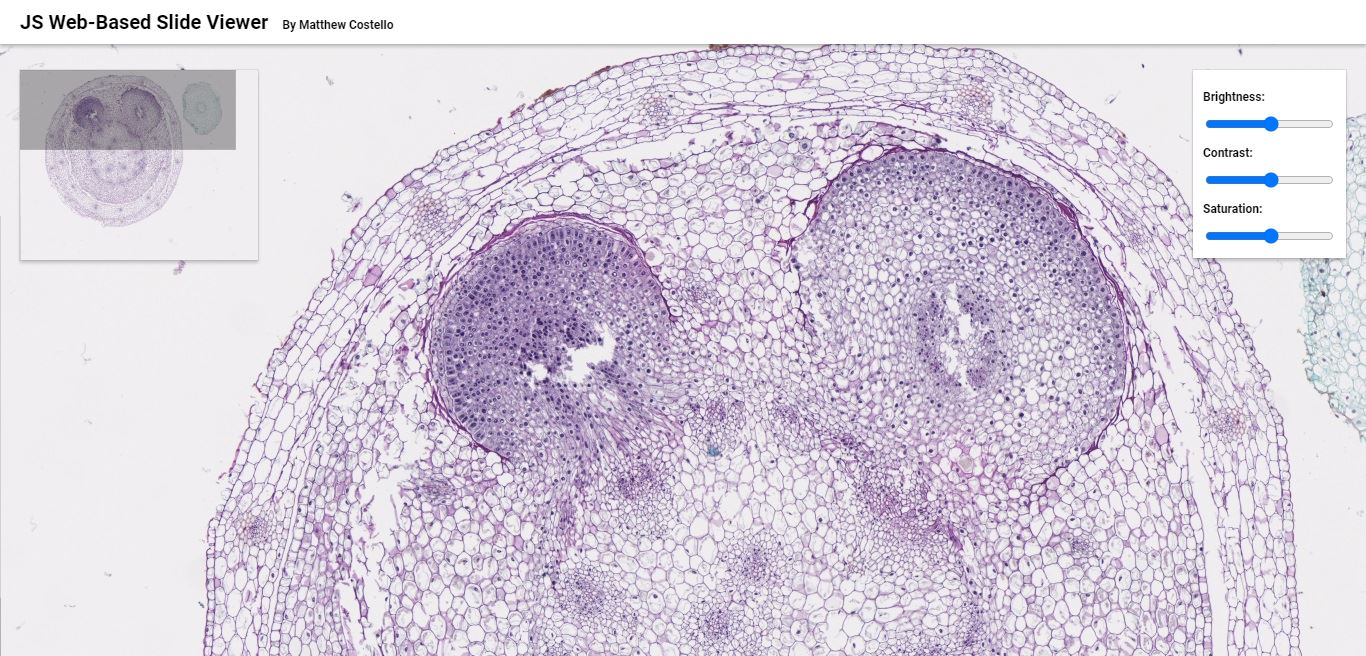 JS Web-Based Slide Viewer By Matthew Costello
Brightness:
Contrast:
Saturation: